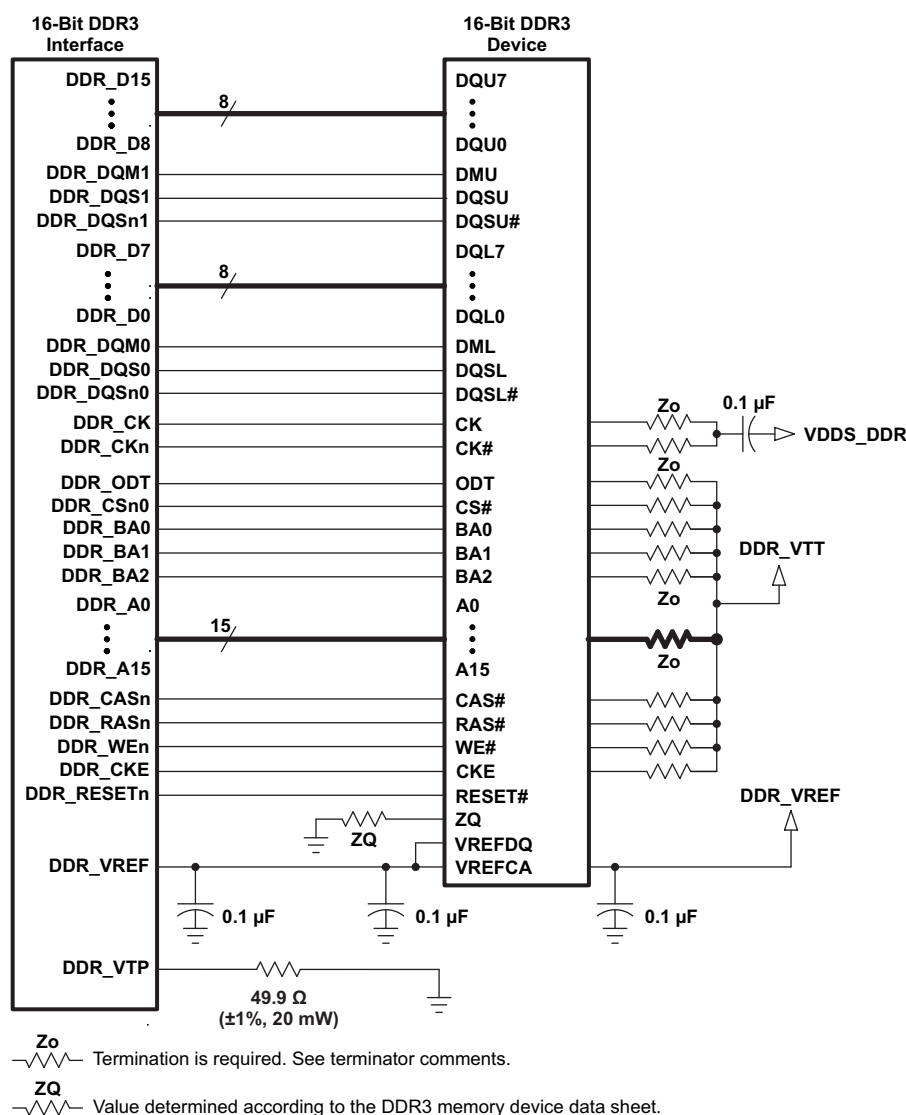 16-Bit DDR3
Interface
16-Bit DDR3
Device
DDR_D15
8
DQU7
DDR_D8
DQU0
DDR_DQM1
DMU
DDR_DQS1
DQSU
DDR_DQSn1
DQSU#
DDR_D7
8
DQL7
DDR_D0
DQL0
DDR_DQM0
DML
DDR_DQS0
DQSL
DDR_DQSn0
DQSL#
Zo
0.1 µF
DDR_CK
CK
VDDS_DDR
DDR_CKn
CK#
Zo
DDR_ODT
ODT
DDR_CSn0
CS#
DDR_BA0
BA0
DDR_BA1
BA1
DDR_VTT
DDR_BA2
BA2
Zo
DDR_A0
A0
15
Zo
DDR_A15
A15
DDR_CASn
CAS#
DDR_RASn
RAS#
DDR_WEn
WE#
DDR_CKE
CKE
DDR_RESETn
RESET#
DDR_VREF
ZQ
ZQ
VREFDQ
DDR_VREF
VREFCA
0.1 µF
0.1 µF
0.1 µF
DDR_VTP
49.9 Ω
(±1%, 20 mW)
Zo
Termination is required. See terminator comments.
ZQ
Value determined according to the DDR3 memory device data sheet.